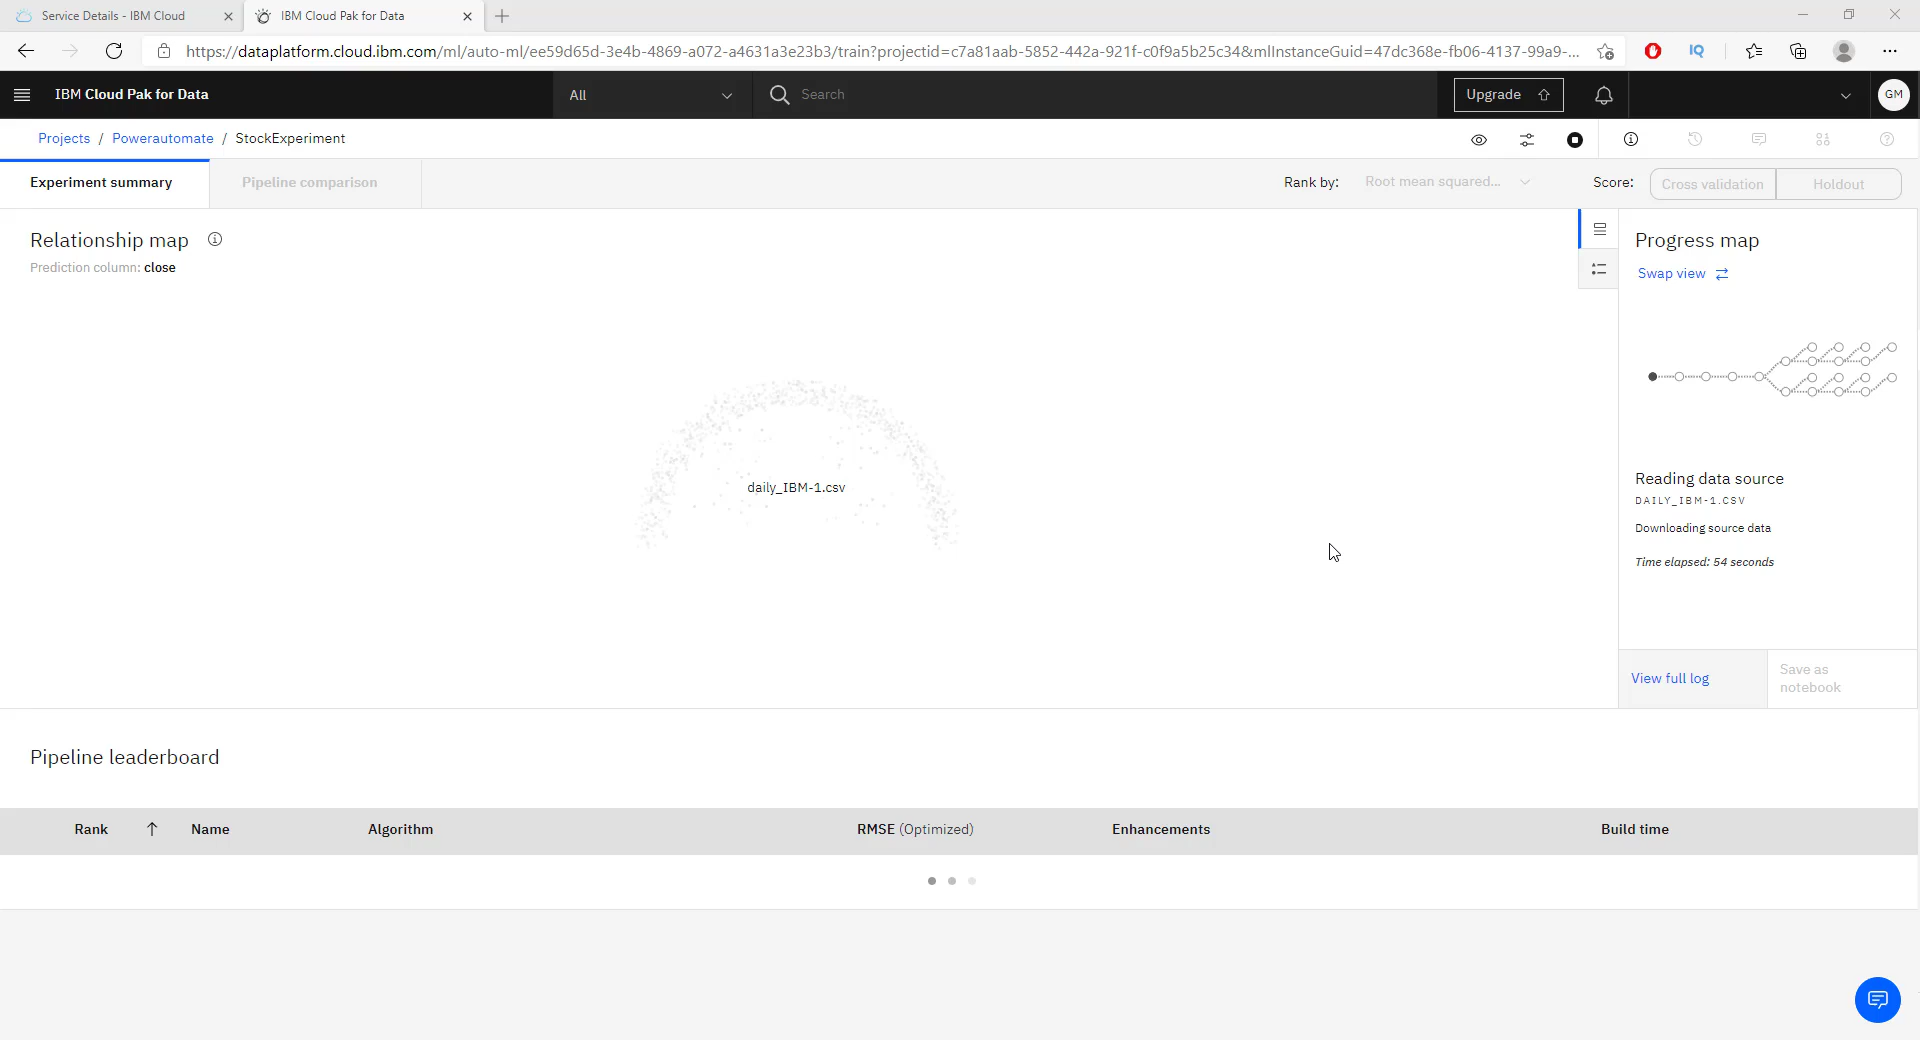 Service Details - IBM Cloud
IBM Cloud Pak for Data
https://dataplatform.cloud.ibm.com/ml/auto-ml/ee59d65d-3e4b-4869-a072-a4631a3e23b3/train?projectid=c7a81aab-5852-442a-921f-c0f9a5b25c34&mlInstanceGuid=47dc368e-fb06-4137-99a9-...
IQ
IBM Cloud Pak for Data
All
Search
Upgrade
GM
Projects / Powerautomate / StockExperiment
Experiment summary
Pipeline comparison
Rank by:
Root mean squared...
Score:
Cross validation
Holdout
Relationship map
Prediction column: close
daily_IBM-1.csv
Progress map
Swap view
Reading data source
DAILY_IBM-1.CSV
Downloading source data
Time elapsed: 54 seconds
View full log
Save as
notebook
Pipeline leaderboard
Rank
Name
Algorithm
RMSE (Optimized)
Enhancements
Build time